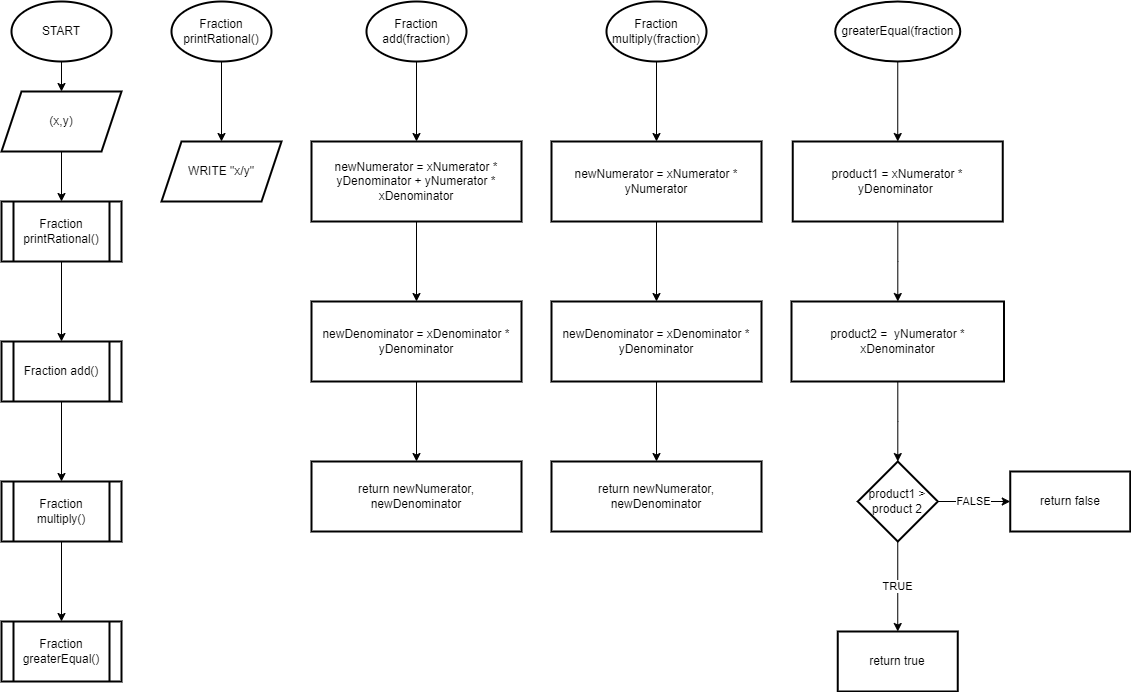 START
(x,y)
Fraction
printRational()
Fraction add()
Fraction
multiply()
Fraction
greaterEqual()
Fraction
printRational()
WRITE "x/y"
Fraction
add(fraction)
newNumerator = xNumerator *
yDenominator + yNumerator *
xDenominator
newDenominator = xDenominator *
yDenominator
return newNumerator,
newDenominator
Fraction
multiply(fraction)
newNumerator = xNumerator *
yNumerator
newDenominator = xDenominator *
yDenominator
return newNumerator,
newDenominator
greaterEqual(fraction
product1 = xNumerator *
yDenominator
product2 = yNumerator *
xDenominator
product1 >
product 2
FALSE
return false
TRUE
return true